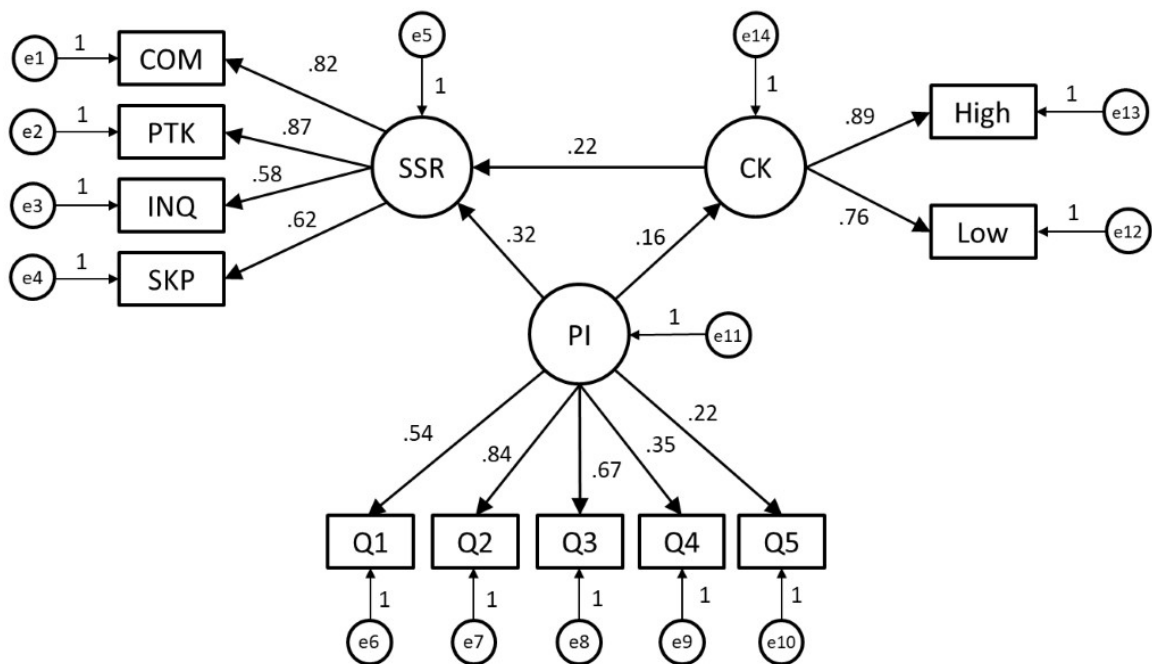 e1
1
COM
e2
1
PTK
e3
1
INQ
e4
1
SKP
.82
.87
.58
.62
e5
1
SSR
.22
e14
1
CK
.89
.76
High
1
e13
Low
1
e12
.32
.16
PI
1
e11
.54
.84
.67
.35
.22
Q1
Q2
Q3
Q4
Q5
1
1
1
1
1
e6
e7
e8
e9
e10